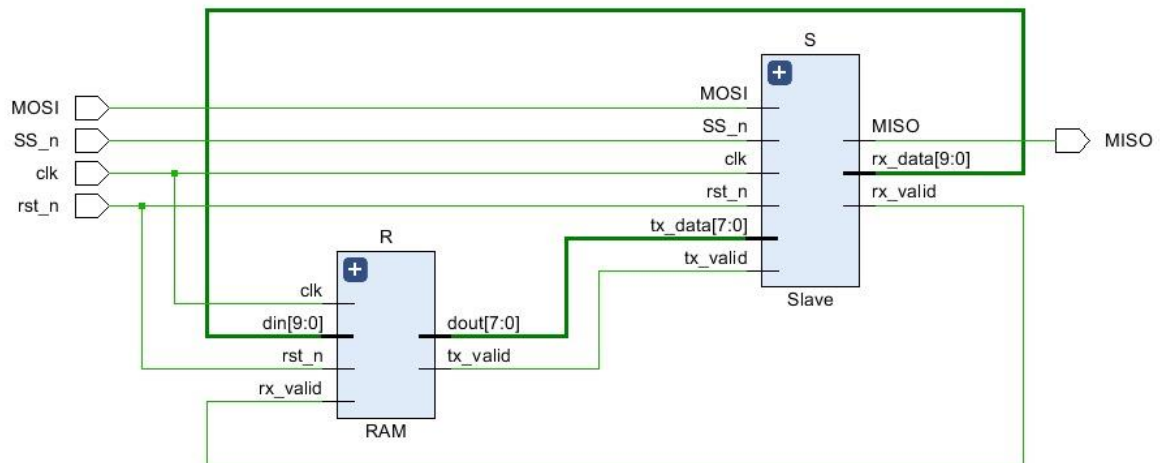 S
MOSI
MOSI
SS_n
SS_n
MISO
MISO
clk
clk
rx_data[9:0]
rst_n
rst_n
rx_valid
tx_data[7:0]
R
tx_valid
clk
Slave
din[9:0]
dout[7:0]
rst_n
tx_valid
rx_valid
RAM